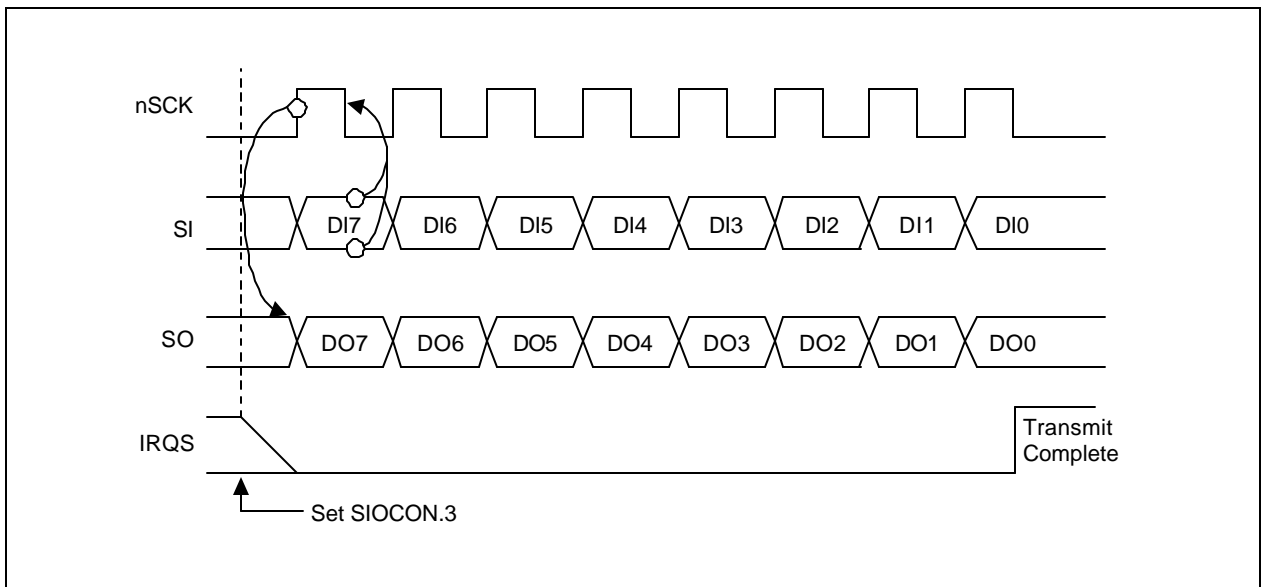 nSCK
SI
DI7 DI6 DI5 DI4 DI3 DI2 DI1 DI0
SO
DO7 DO6 DO5 DO4 DO3 DO2 DO1 DO0
IRQS
Transmit
Complete
Set SIOCON.3